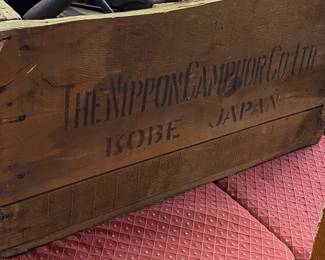 THE NIPPON CAMPHOR CO. LTD
KOBE JAPAN